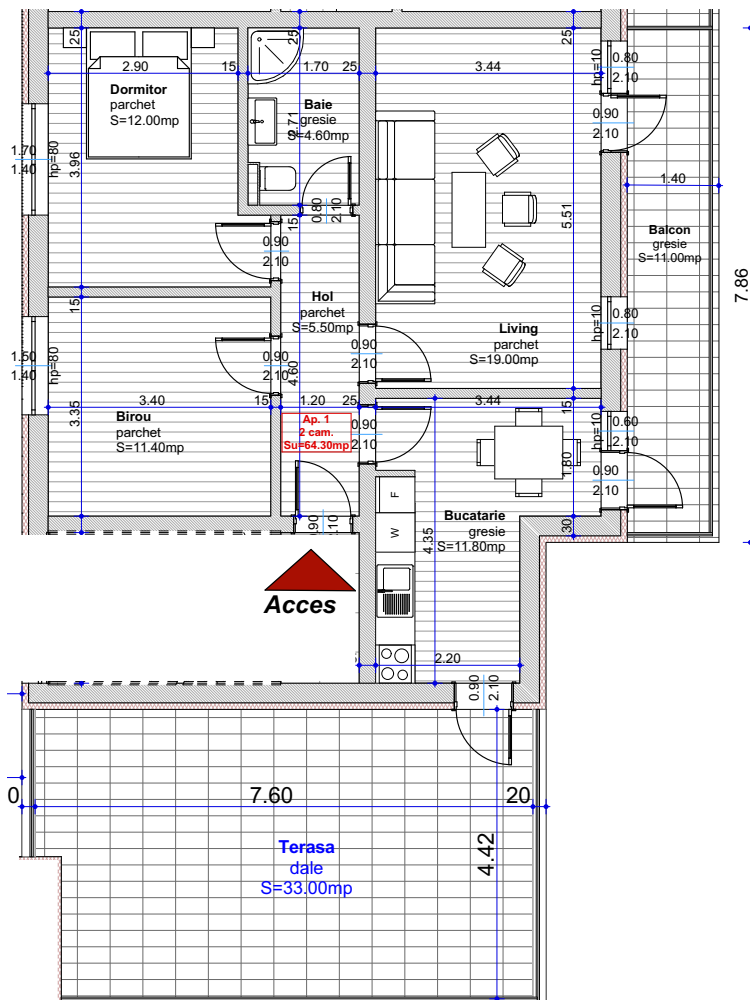 25
25
25
2.90
15
1.70
25
3.44
hp=10
0.80
2.10
Dormitor
parchet
S=12.00mp
Baie
gresie
S=4.60mp
2.71
0.90
2.10
1.70
1.40
hp=80
3.96
1.40
0.80
2.10
15
5.51
0.90
2.10
Balcon
gresie
S=11.00mp
7.86
Hol
parchet
S=5.50mp
15
hp=10
0.80
2.10
Living
parchet
S=19.00mp
1.50
1.40
hp=80
0.90
2.10
4.60
0.90
2.10
3.35
3.40
15
1.20
25
3.44
15
Birou
parchet
S=11.40mp
Ap. 1
2 cam.
Su=64.30mp
0.90
2.10
hp=10
0.60
2.10
1.80
0.90
2.10
F
W
Bucatarie
gresie
S=11.80mp
4.35
30
0.90
2.10
Acces
2.20
0.90
2.10
0
7.60
20
Terasa
dale
S=33.00mp
4.42